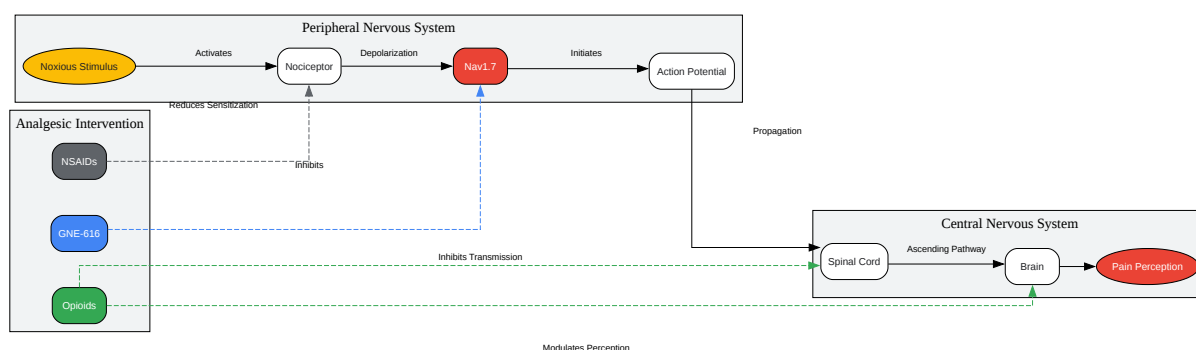 Peripheral Nervous System
Noxious Stimulus
Activates
Nociceptor
Depolarization
Nav1.7
Initiates
Action Potential
Reduces Sensitization
Analgesic Intervention
NSAIDs
Inhibits
Propagation
GNE-616
Central Nervous System
Inhibits Transmission
Spinal Cord
Ascending Pathway
Brain
Pain Perception
Opioids
Modulates Perception